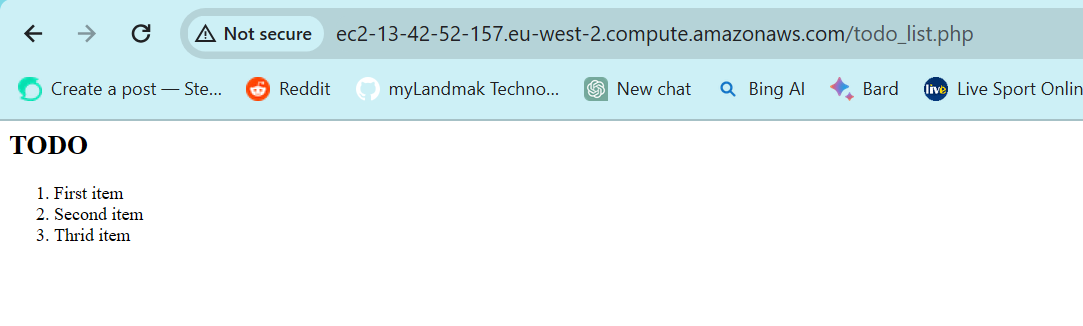 Not secure ec2-13-42-52-157.eu-west-2.compute.amazonaws.com/todo_list.php
Create a post — Ste... Reddit myLandmak Techno... New chat Bing AI Bard live Live Sport Onlin
TODO
1. First item
2. Second item
3. Thrid item